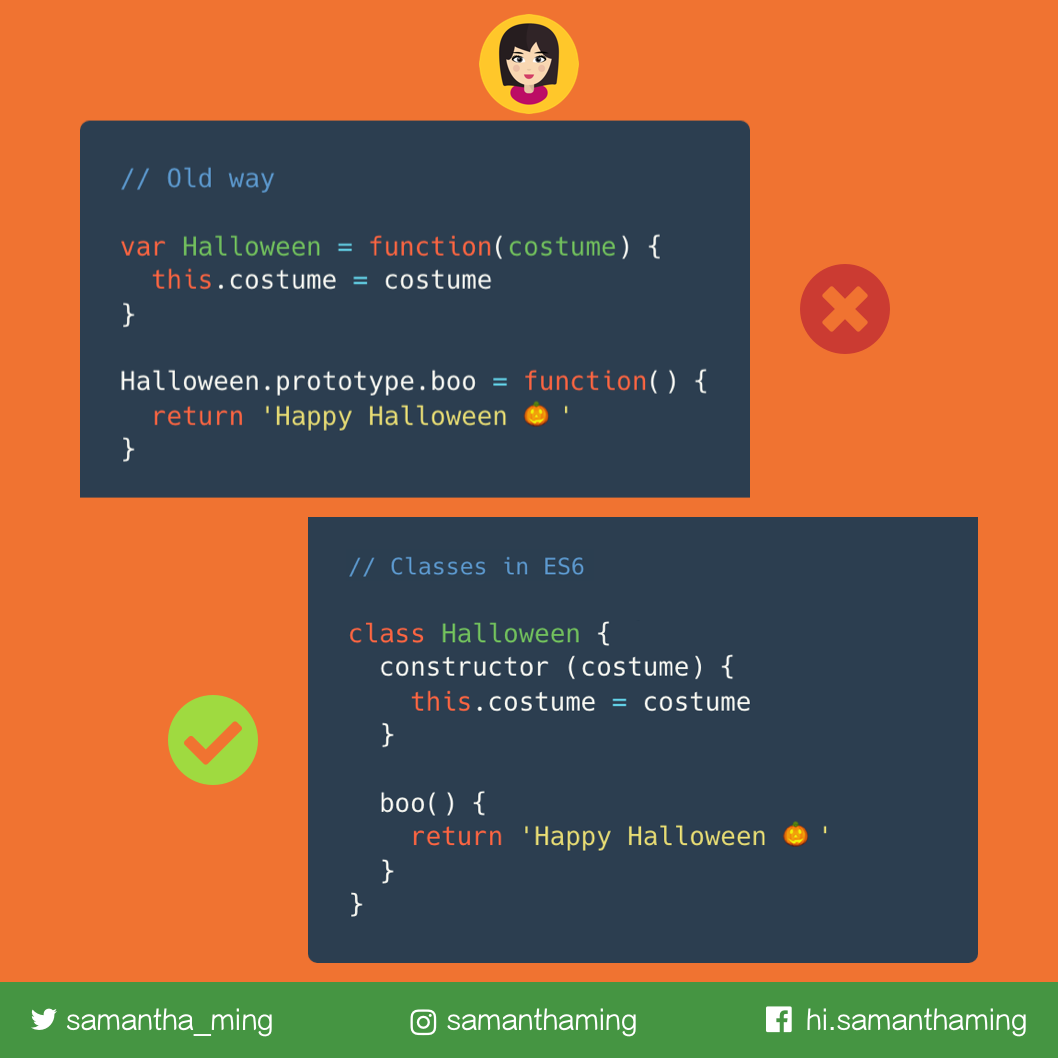 // Old way
var Halloween = function(costume) {
  this.costume = costume
}
Halloween.prototype.boo = function() {
  return 'Happy Halloween 🎃 '
}
// Classes in ES6
class Halloween {
  constructor (costume) {
    this.costume = costume
  }
  boo() {
    return 'Happy Halloween 🎃 '
  }
}
samantha_ming
samanthaming
hi.samanthaming